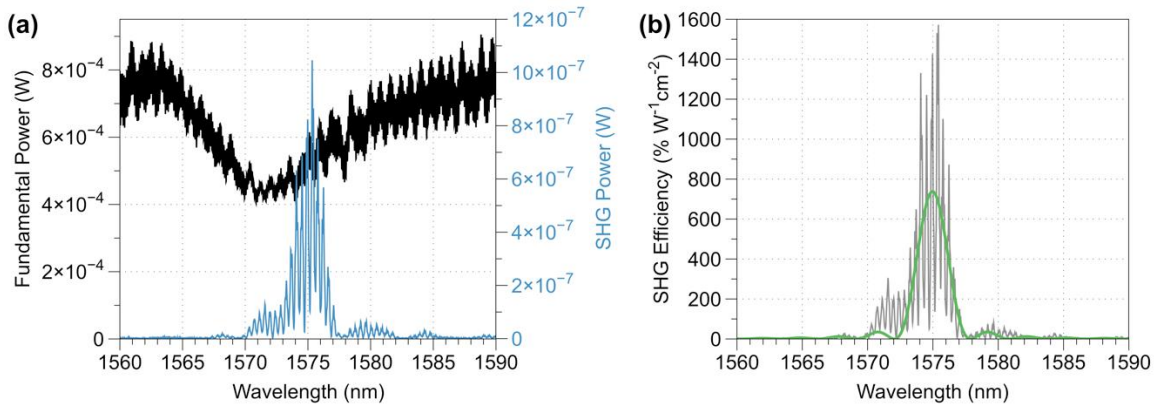 (a)
Fundamental Power (W)
8×10⁻⁴
6×10⁻⁴
4×10⁻⁴
2×10⁻⁴
0
12×10⁻⁷
10×10⁻⁷
8×10⁻⁷
6×10⁻⁷
4×10⁻⁷
2×10⁻⁷
0
SHG Power (W)
1560 1565 1570 1575 1580 1585 1590
Wavelength (nm)
(b)
SHG Efficiency (% W⁻¹cm⁻²)
1600
1400
1200
1000
800
600
400
200
0
1560 1565 1570 1575 1580 1585 1590
Wavelength (nm)